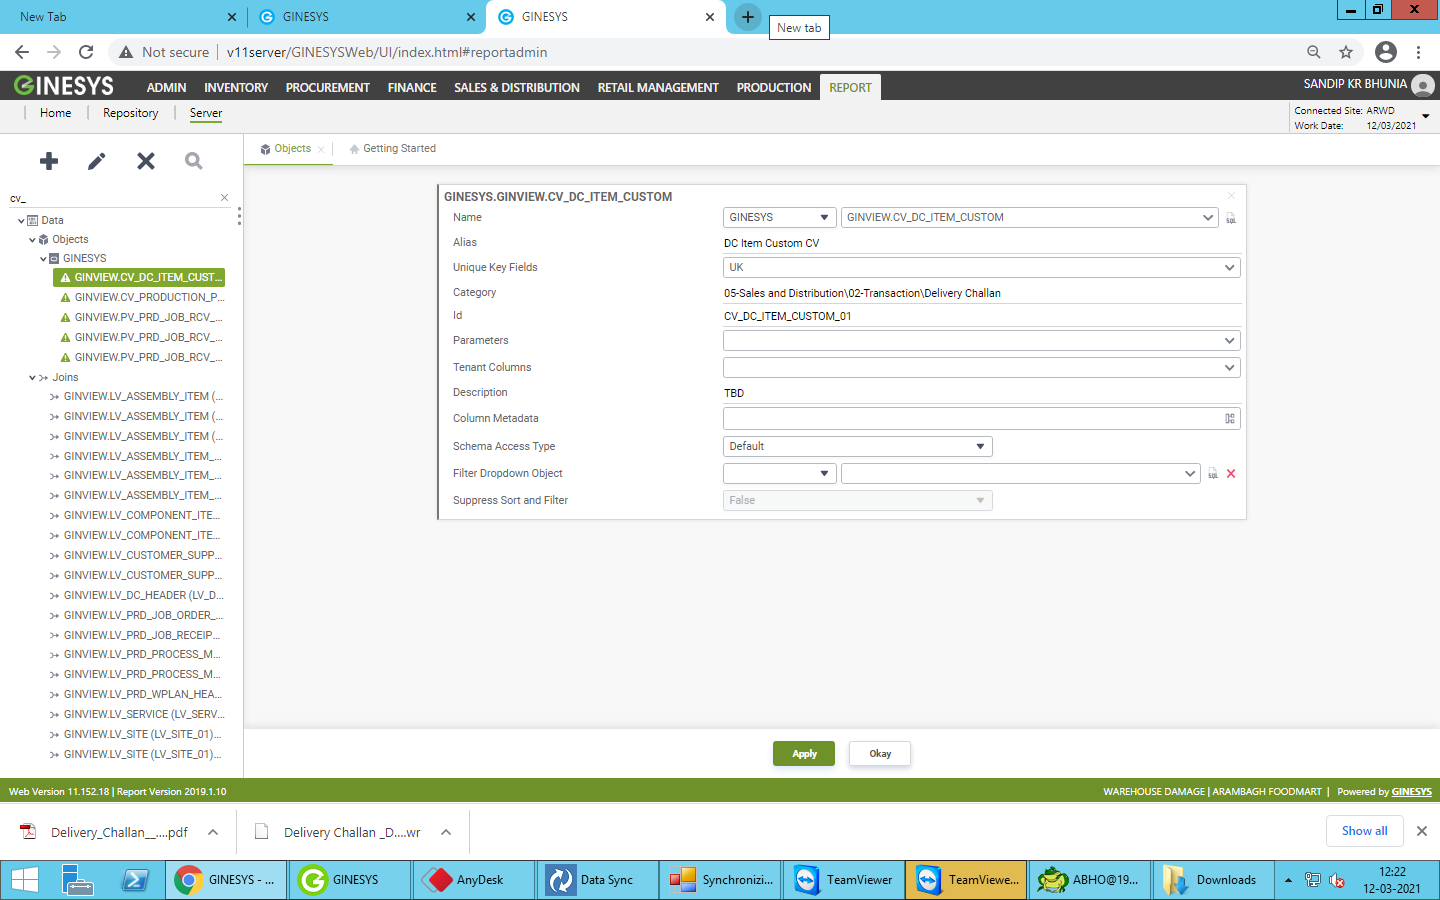 New Tab
GINESYS
GINESYS
New tab
Not secure
v11server/GINESYSWeb/UI/index.html#reportadmin
GINESYS
ADMIN INVENTORY PROCUREMENT FINANCE SALES & DISTRIBUTION RETAIL MANAGEMENT PRODUCTION REPORT
SANDIP KR BHUNIA
Home Repository Server
Connected Site: ARWD
Work Date: 12/03/2021
Objects
Getting Started
cv_
Data
Objects
GINESYS
GINVIEW.CV_DC_ITEM_CUST...
GINVIEW.CV_PRODUCTION_P...
GINVIEW.PV_PRD_JOB_RCV_...
GINVIEW.PV_PRD_JOB_RCV_...
GINVIEW.PV_PRD_JOB_RCV_...
Joins
GINVIEW.LV_ASSEMBLY_ITEM (...
GINVIEW.LV_ASSEMBLY_ITEM (...
GINVIEW.LV_ASSEMBLY_ITEM (...
GINVIEW.LV_ASSEMBLY_ITEM_...
GINVIEW.LV_ASSEMBLY_ITEM_...
GINVIEW.LV_ASSEMBLY_ITEM_...
GINVIEW.LV_COMPONENT_ITE...
GINVIEW.LV_COMPONENT_ITE...
GINVIEW.LV_CUSTOMER_SUPP...
GINVIEW.LV_CUSTOMER_SUPP...
GINVIEW.LV_DC_HEADER (LV_D...
GINVIEW.LV_PRD_JOB_ORDER_...
GINVIEW.LV_PRD_JOB_RECEIP...
GINVIEW.LV_PRD_PROCESS_M...
GINVIEW.LV_PRD_PROCESS_M...
GINVIEW.LV_PRD_WPLAN_HEA...
GINVIEW.LV_SERVICE (LV_SERV...
GINVIEW.LV_SITE (LV_SITE_01)...
GINVIEW.LV_SITE (LV_SITE_01)...
GINESYS.GINVIEW.CV_DC_ITEM_CUSTOM
Name GINESYS GINVIEW.CV_DC_ITEM_CUSTOM SQL
Alias DC Item Custom CV
Unique Key Fields UK
Category 05-Sales and Distribution\02-Transaction\Delivery Challan
Id CV_DC_ITEM_CUSTOM_01
Parameters
Tenant Columns
Description TBD
Column Metadata
Schema Access Type Default
Filter Dropdown Object SQL
Suppress Sort and Filter False
Apply Okay
Web Version 11.152.18 | Report Version 2019.1.10
WAREHOUSE DAMAGE | ARAMBAGH FOODMART | Powered by GINESYS
Delivery_Challan__....pdf
Delivery Challan _D....wr
Show all
GINESYS - ...
GINESYS
AnyDesk
Data Sync
Synchronizi...
TeamViewer
TeamViewe...
ABHO@19...
Downloads
12:22
12-03-2021